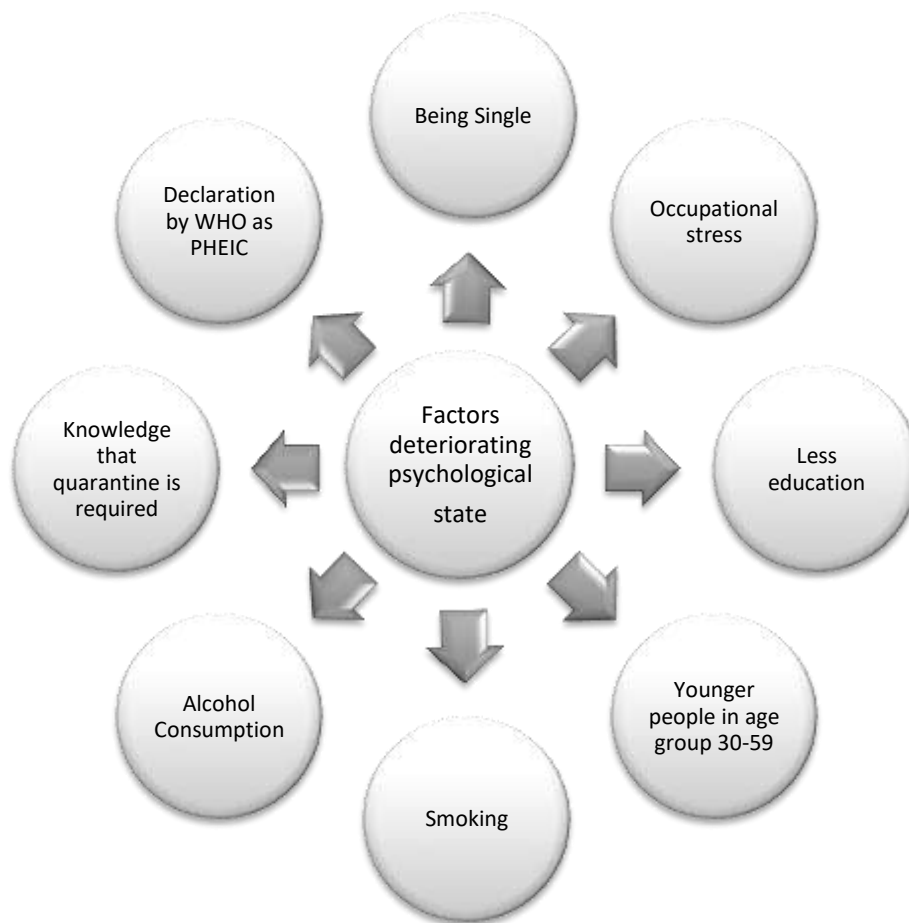 Being Single
Declaration
by WHO as
PHEIC
Occupational
stress
Knowledge
that
quarantine is
required
Factors
deteriorating
psychological
state
Less
education
Alcohol
Consumption
Younger
people in age
group 30-59
Smoking